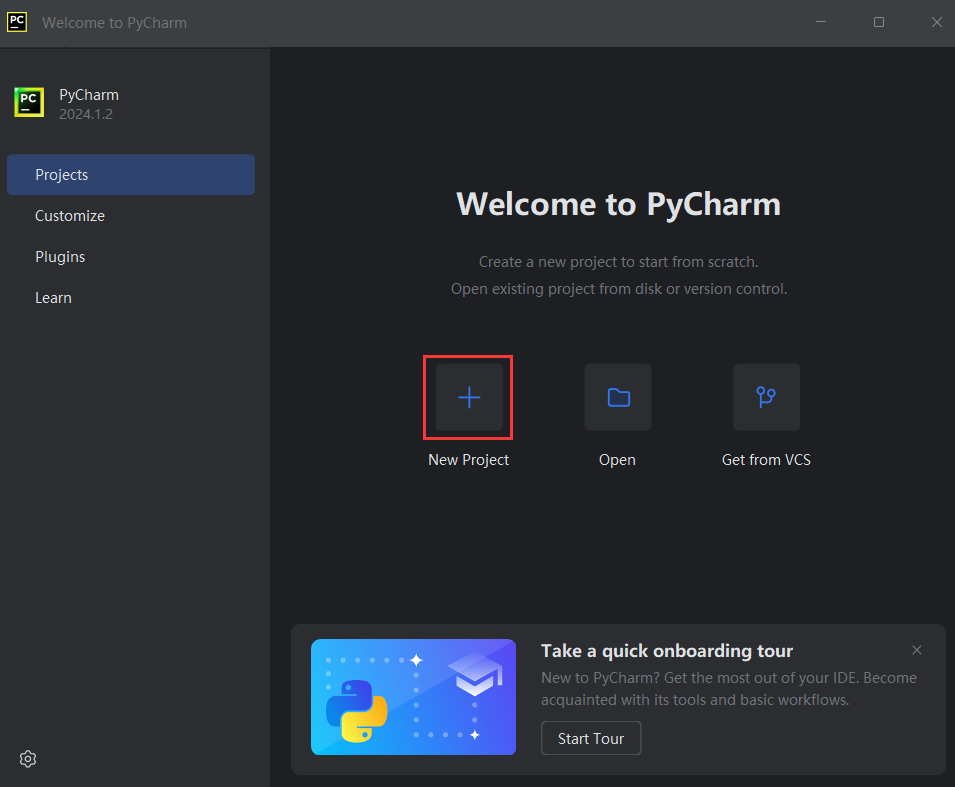 PC Welcome to PyCharm
PC
PyCharm
2024.1.2
Projects
Customize
Plugins
Learn
Welcome to PyCharm
Create a new project to start from scratch.
Open existing project from disk or version control.
New Project
Open
Get from VCS
Take a quick onboarding tour
New to PyCharm? Get the most out of your IDE. Become
acquainted with its tools and basic workflows.
Start Tour